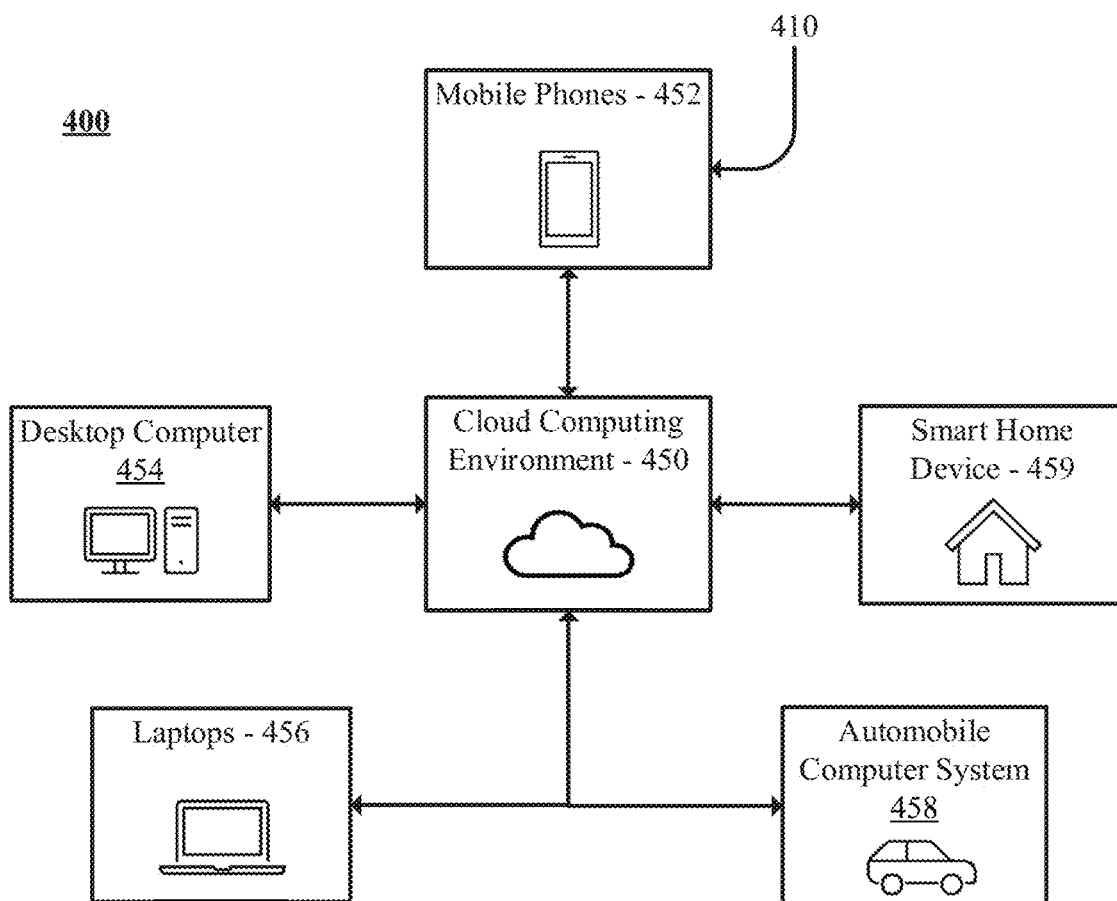 410
400
Mobile Phones - 452
Desktop Computer
454
Cloud Computing
Environment - 450
Smart Home
Device - 459
Laptops - 456
Automobile
Computer System
458